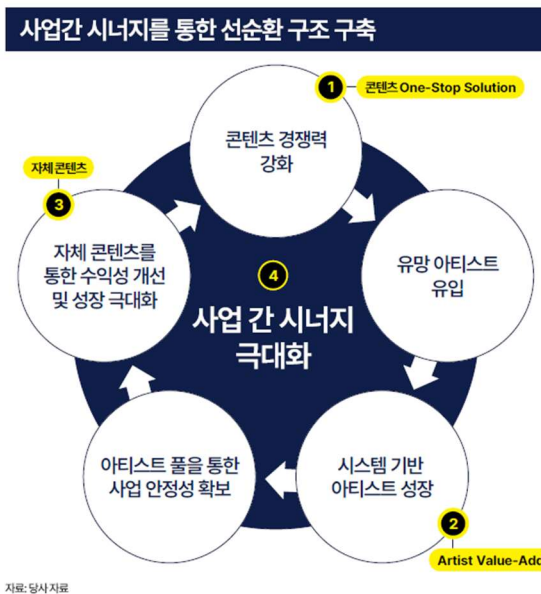 사업간 시너지를 통한 선순환 구조 구축
1
콘텐츠 One-Stop Solution
콘텐츠 경쟁력
강화
자체 콘텐츠
3
자체 콘텐츠를
통한 수익성 개선
및 성장 극대화
유망 아티스트
유입
4
사업 간 시너지
극대화
아티스트 풀을 통한
사업 안정성 확보
시스템 기반
아티스트 성장
2
Artist Value-Add
자료: 당사 자료